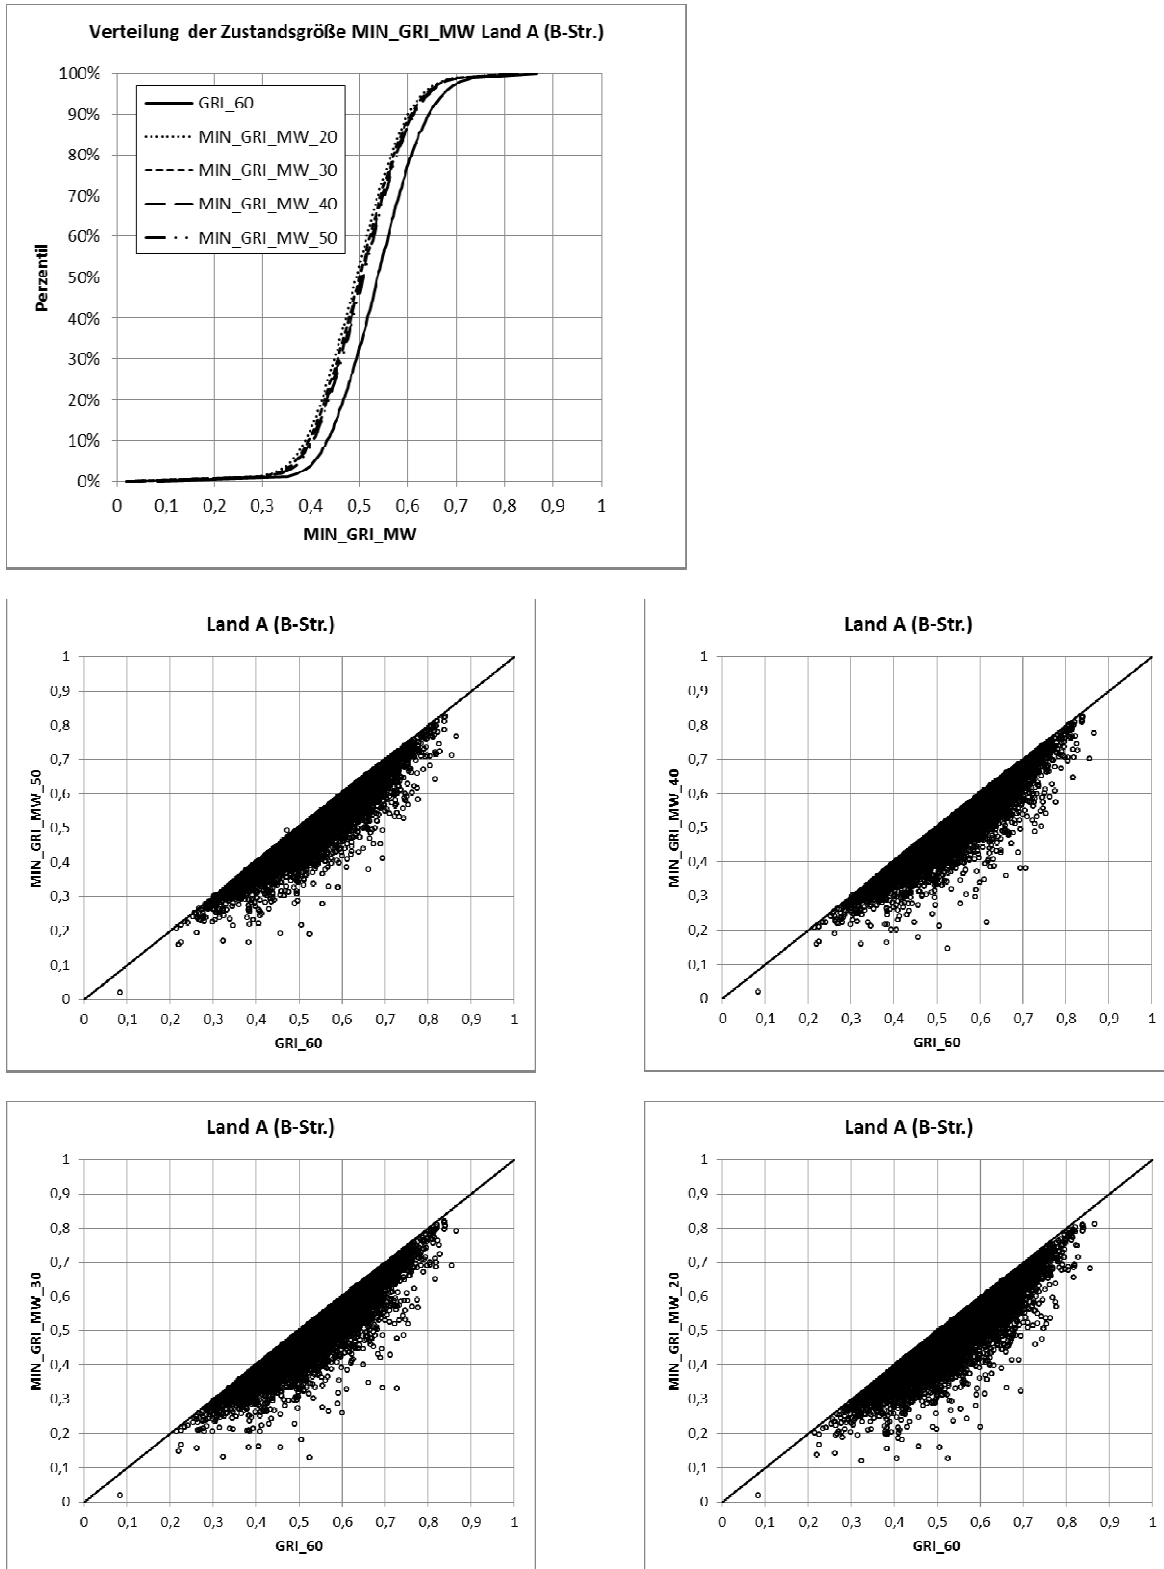 Verteilung der Zustandsgröße MIN_GRI_MW Land A (B-Str.)
100%
90%
80%
70%
60%
50%
40%
30%
20%
10%
0%
Perzentil
GRI_60
MIN_GRI_MW_20
MIN_GRI_MW_30
MIN_GRI_MW_40
MIN_GRI_MW_50
0 0,1 0,2 0,3 0,4 0,5 0,6 0,7 0,8 0,9 1
MIN_GRI_MW
Land A (B-Str.)
1
0,9
0,8
0,7
0,6
0,5
0,4
0,3
0,2
0,1
0
MIN_GRI_MW_50
0 0,1 0,2 0,3 0,4 0,5 0,6 0,7 0,8 0,9 1
GRI_60
Land A (B-Str.)
1
0,9
0,8
0,7
0,6
0,5
0,4
0,3
0,2
0,1
0
MIN_GRI_MW_40
0 0,1 0,2 0,3 0,4 0,5 0,6 0,7 0,8 0,9 1
GRI_60
Land A (B-Str.)
1
0,9
0,8
0,7
0,6
0,5
0,4
0,3
0,2
0,1
0
MIN_GRI_MW_30
0 0,1 0,2 0,3 0,4 0,5 0,6 0,7 0,8 0,9 1
GRI_60
Land A (B-Str.)
1
0,9
0,8
0,7
0,6
0,5
0,4
0,3
0,2
0,1
0
MIN_GRI_MW_20
0 0,1 0,2 0,3 0,4 0,5 0,6 0,7 0,8 0,9 1
GRI_60